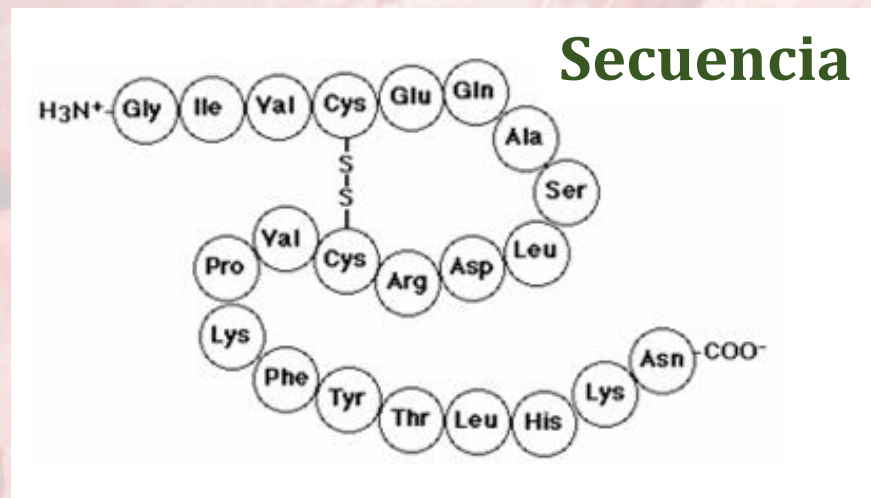 Secuencia
H3N+ Gly Ile Val Cys Glu Gln
Ala
Ser
Leu
Asp
Arg
Cys
S
S
Val
Pro
Lys
Phe
Tyr
Thr
Leu
His
Lys
Asn COO-